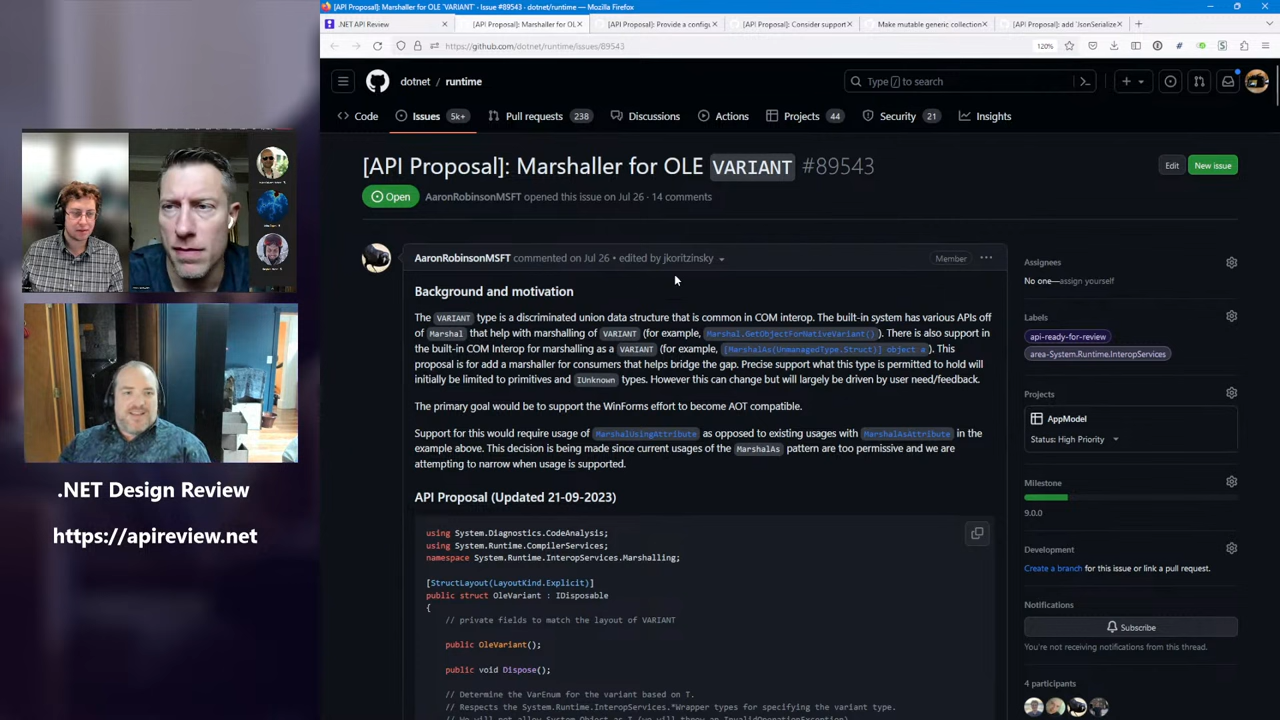 [API Proposal]: Marshaller for OLE 'VARIANT' · Issue #89543 · dotnet/runtime — Mozilla Firefox
.NET API Review
[API Proposal]: Marshaller for OL
[API Proposal]: Provide a config
[API Proposal]: Consider support
Make mutable generic collection
[API Proposal]: add 'JsonSerialize
https://github.com/dotnet/runtime/issues/89543
120%
dotnet / runtime
Type / to search
Code
Issues 5k+
Pull requests 238
Discussions
Actions
Projects 44
Security 21
Insights
[API Proposal]: Marshaller for OLE VARIANT #89543
Edit
New issue
Open
AaronRobinsonMSFT opened this issue on Jul 26 · 14 comments
AaronRobinsonMSFT commented on Jul 26 • edited by jkoritzinsky
Member
Background and motivation
The VARIANT type is a discriminated union data structure that is common in COM interop. The built-in system has various APIs off
of Marshal that help with marshalling of VARIANT (for example, Marshal.GetObjectForNativeVariant()). There is also support in
the built-in COM Interop for marshalling as a VARIANT (for example, [MarshalAs(UnmanagedType.Struct)] object a). This
proposal is for add a marshaller for consumers that helps bridge the gap. Precise support what this type is permitted to hold will
initially be limited to primitives and IUnknown types. However this can change but will largely be driven by user need/feedback.
The primary goal would be to support the WinForms effort to become AOT compatible.
Support for this would require usage of MarshalUsingAttribute as opposed to existing usages with MarshalAsAttribute in the
example above. This decision is being made since current usages of the MarshalAs pattern are too permissive and we are
attempting to narrow when usage is supported.
API Proposal (Updated 21-09-2023)
using System.Diagnostics.CodeAnalysis;
using System.Runtime.CompilerServices;
namespace System.Runtime.InteropServices.Marshalling;
[StructLayout(LayoutKind.Explicit)]
public struct OleVariant : IDisposable
{
// private fields to match the layout of VARIANT
public OleVariant();
public void Dispose();
// Determine the VarEnum for the variant based on T.
// Respects the System.Runtime.InteropServices.*Wrapper types for specifying the variant type.
// We will not allow System.Object as T (we will throw an InvalidOperationException)
Assignees
No one—assign yourself
Labels
api-ready-for-review
area-System.Runtime.InteropServices
Projects
AppModel
Status: High Priority
Milestone
9.0.0
Development
Create a branch for this issue or link a pull request.
Notifications
Subscribe
You're not receiving notifications from this thread.
4 participants
.NET Design Review
https://apireview.net